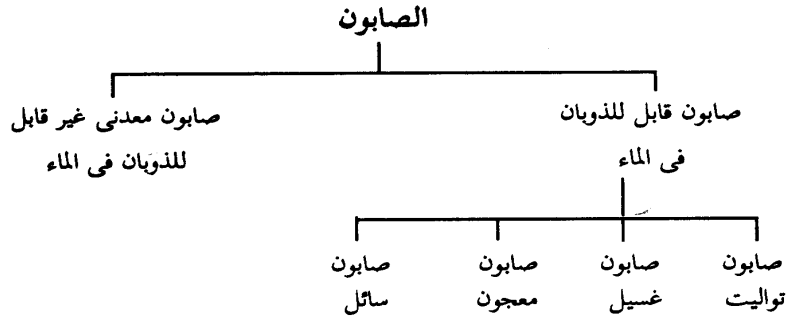 الصابون
صابون قابل للذوبان
فى الماء
صابون معدنى غير قابل
للذوبان فى الماء
صابون
تواليت
صابون
غسيل
صابون
معجون
صابون
سائل